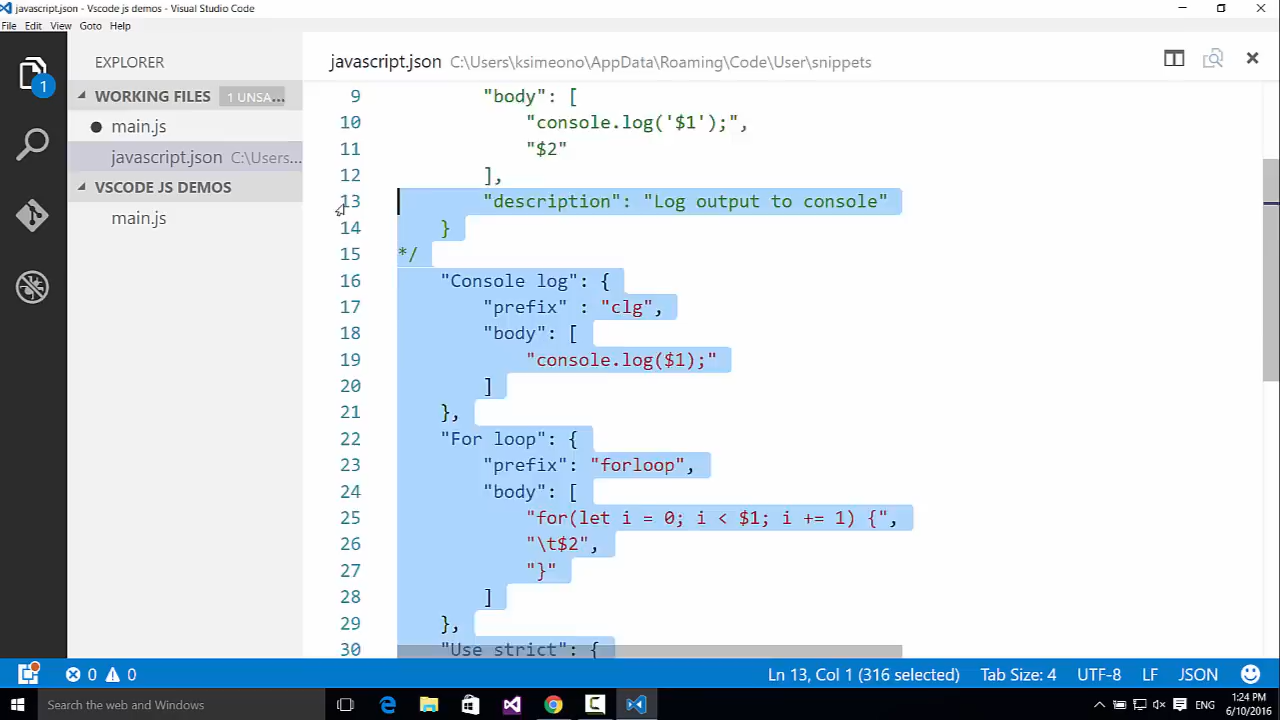 javascript.json - Vscode js demos - Visual Studio Code
File Edit View Goto Help
EXPLORER
WORKING FILES 1 UNSA...
main.js
javascript.json C:\Users...
VSCODE JS DEMOS
main.js
1
javascript.json C:\Users\ksimeono\AppData\Roaming\Code\User\snippets
9 "body": [
10 "console.log('$1');",
11 "$2"
12 ],
13 "description": "Log output to console"
14 }
15 */
16 "Console log": {
17 "prefix" : "clg",
18 "body": [
19 "console.log($1);"
20 ]
21 },
22 "For loop": {
23 "prefix": "forloop",
24 "body": [
25 "for(let i = 0; i < $1; i += 1) {",
26 "\t$2",
27 "}"
28 ]
29 },
30 "Use strict": {
0 0 Ln 13, Col 1 (316 selected) Tab Size: 4 UTF-8 LF JSON
Search the web and Windows
ENG
1:24 PM
6/10/2016